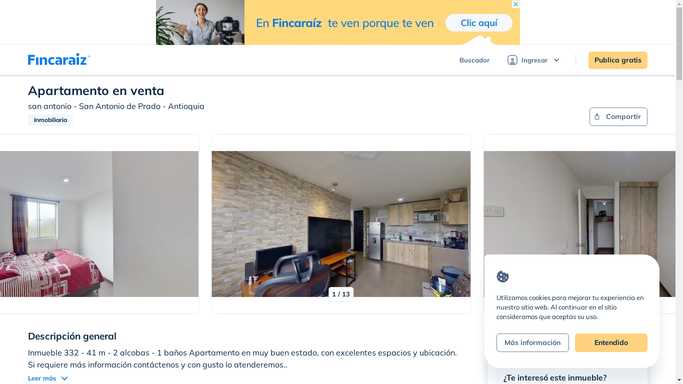 En Fincaraíz te ven porque te ven
Clic aquí
Fincaraíz
Buscador
Ingresar
Publica gratis
Apartamento en venta
san antonio - San Antonio de Prado - Antioquia
Inmobiliaria
Compartir
1 / 13
Utilizamos cookies para mejorar tu experiencia en
nuestro sitio web. Al continuar en el sitio
consideramos que aceptas su uso.
Más información
Entendido
Descripción general
Inmueble 332 - 41 m - 2 alcobas - 1 baños Apartamento en muy buen estado, con excelentes espacios y ubicación.
Si requiere más información contáctenos y con gusto lo atenderemos..
Leer más
¿Te interesó este inmueble?